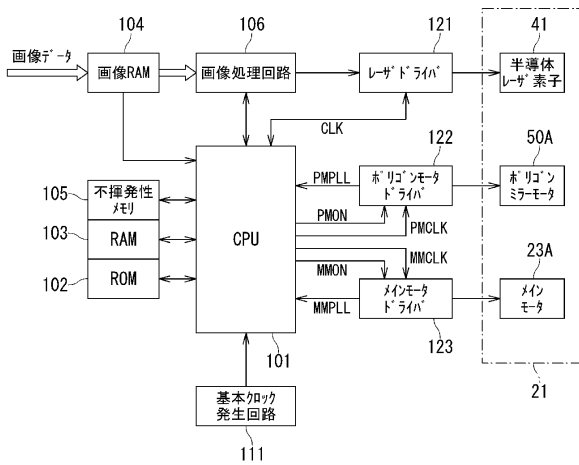 104
106
121
41
画像ﾃﾞｰﾀ
画像RAM
画像処理回路
ﾚｰｻﾞﾄﾞﾗｲﾊﾞ
半導体
ﾚｰｻﾞ素子
CLK
122
50A
105
不揮発性
ﾒﾓﾘ
PMPLL
ﾎﾟﾘｺﾞﾝﾓｰﾀ
ﾄﾞﾗｲﾊﾞ
ﾎﾟﾘｺﾞﾝ
ﾐﾗｰﾓｰﾀ
103
RAM
CPU
PMON
PMCLK
102
ROM
MMCLK
MMON
23A
MMPLL
ﾒｲﾝﾓｰﾀ
ﾄﾞﾗｲﾊﾞ
ﾒｲﾝ
ﾓｰﾀ
101
123
基本ｸﾛｯｸ
発生回路
21
111